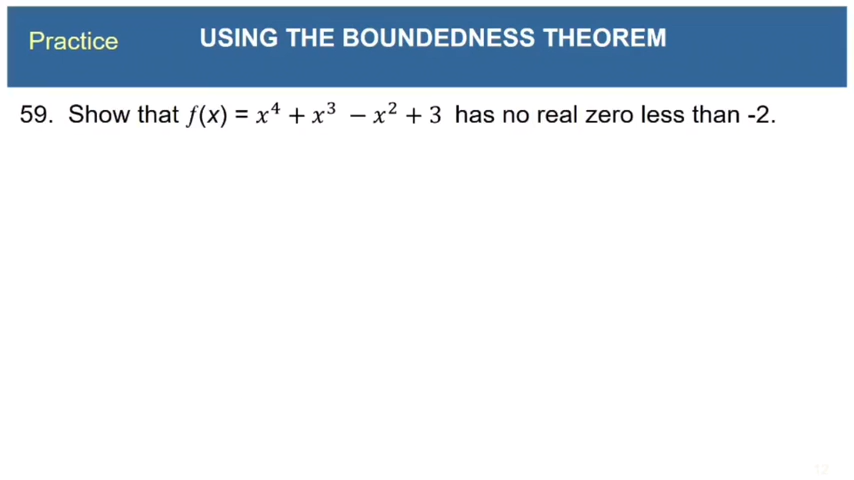 Practice
USING THE BOUNDEDNESS THEOREM
59. Show that f(x) = x⁴ + x³ − x² + 3 has no real zero less than -2.
12